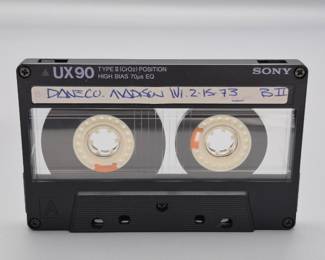 UX90 TYPE II (CrO2) POSITION
HIGH BIAS 70µs EQ
SONY
DANECO. MADISON WI. 2-15-73 B II
A